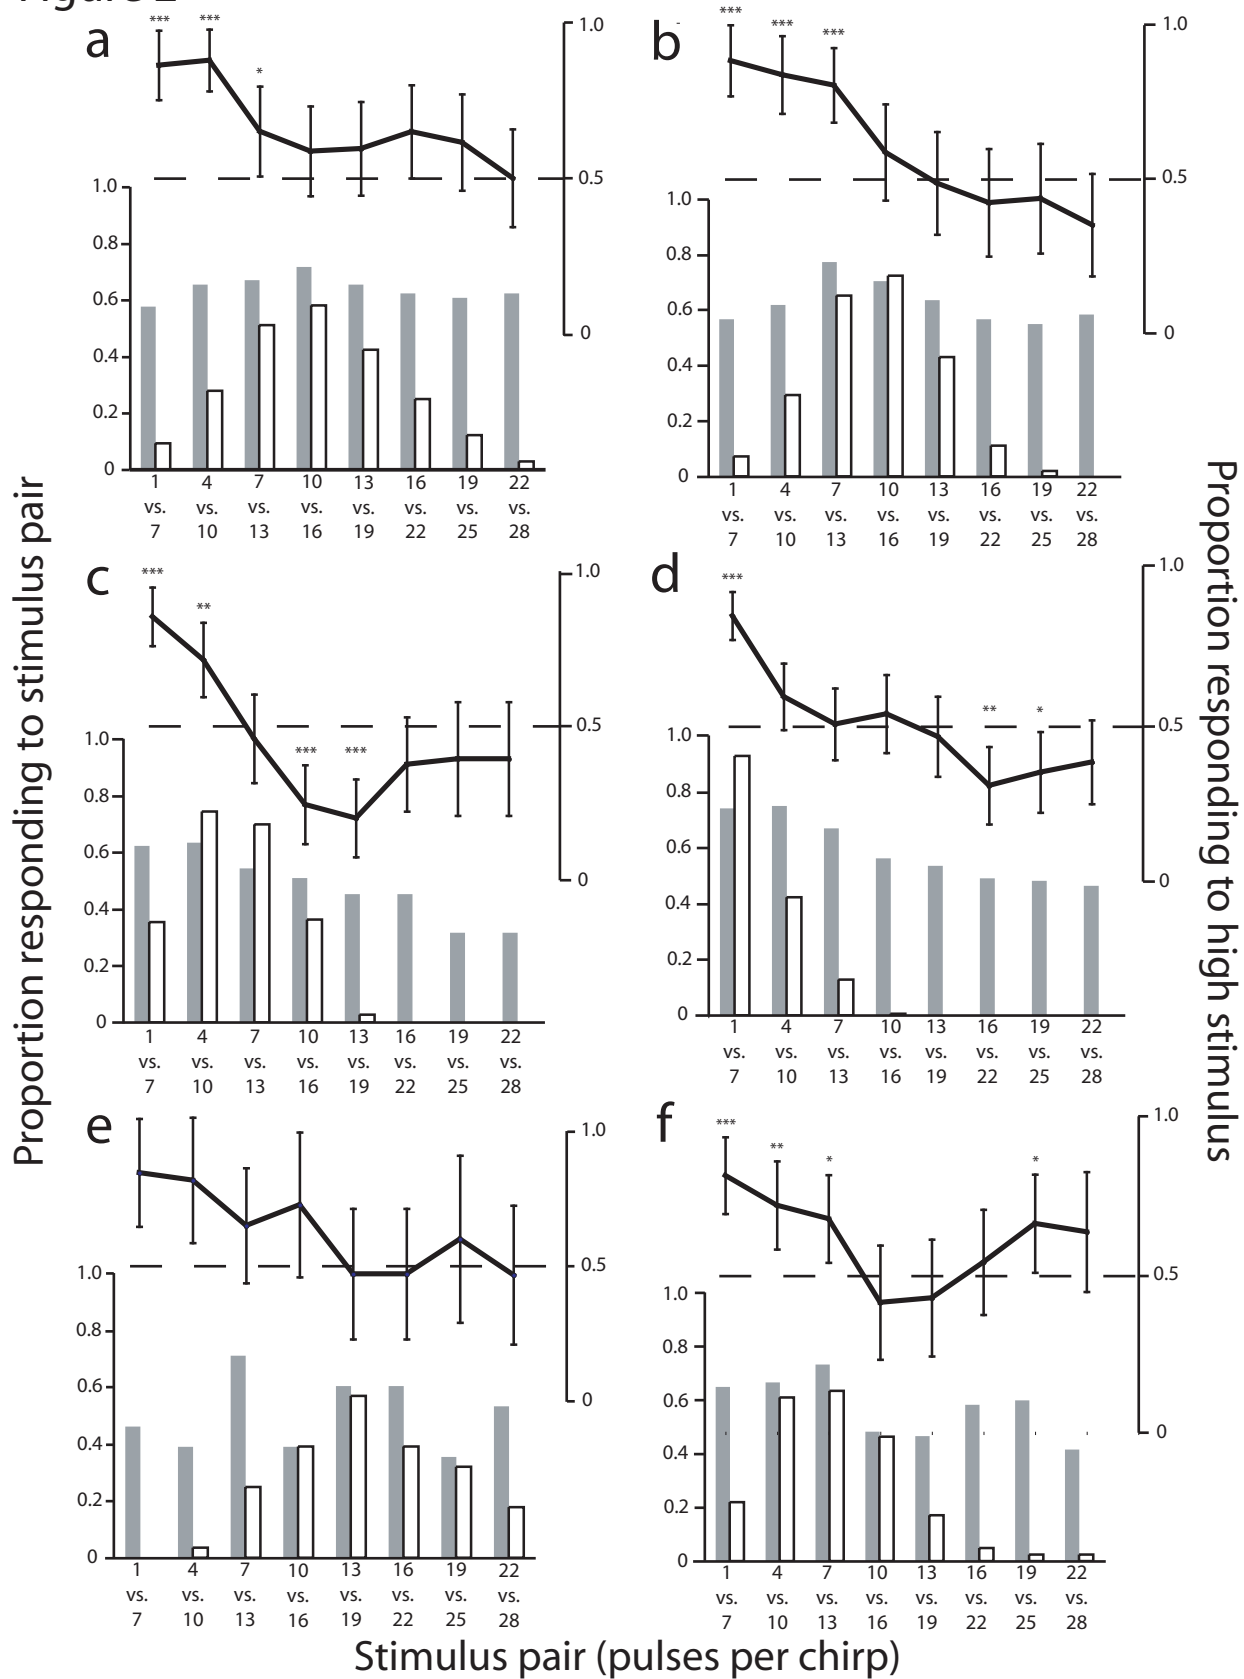 Figure 2
a
*** *** *
1.0
0.5
0
1.0
0.8
0.6
0.4
0.2
0
1 4 7 10 13 16 19 22
vs. vs. vs. vs. vs. vs. vs. vs.
7 10 13 16 19 22 25 28
b
*** *** ***
1.0
0.5
0
1.0
0.8
0.6
0.4
0.2
0
1 4 7 10 13 16 19 22
vs. vs. vs. vs. vs. vs. vs. vs.
7 10 13 16 19 22 25 28
c
*** ** *** ***
1.0
0.5
0
1.0
0.8
0.6
0.4
0.2
0
1 4 7 10 13 16 19 22
vs. vs. vs. vs. vs. vs. vs. vs.
7 10 13 16 19 22 25 28
d
*** ** *
1.0
0.5
0
1.0
0.8
0.6
0.4
0.2
0
1 4 7 10 13 16 19 22
vs. vs. vs. vs. vs. vs. vs. vs.
7 10 13 16 19 22 25 28
e
1.0
0.5
0
1.0
0.8
0.6
0.4
0.2
0
1 4 7 10 13 16 19 22
vs. vs. vs. vs. vs. vs. vs. vs.
7 10 13 16 19 22 25 28
f
*** ** * *
1.0
0.5
0
1.0
0.8
0.6
0.4
0.2
0
1 4 7 10 13 16 19 22
vs. vs. vs. vs. vs. vs. vs. vs.
7 10 13 16 19 22 25 28
Proportion responding to stimulus pair
Proportion responding to high stimulus
Stimulus pair (pulses per chirp)